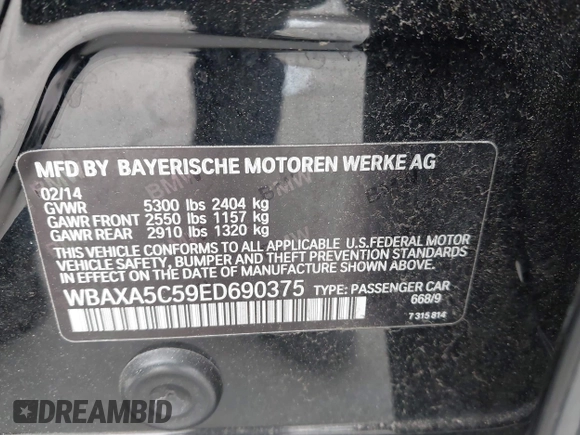 MFD BY BAYERISCHE MOTOREN WERKE AG
02/14
GVWR 5300 lbs 2404 kg
GAWR FRONT 2550 lbs 1157 kg
GAWR REAR 2910 lbs 1320 kg
THIS VEHICLE CONFORMS TO ALL APPLICABLE U.S.FEDERAL MOTOR
VEHICLE SAFETY, BUMPER AND THEFT PREVENTION STANDARDS
IN EFFECT ON THE DATE OF MANUFACTURE SHOWN ABOVE.
WBAXA5C59ED690375 TYPE: PASSENGER CAR
668/9
7 315 814
DREAMBID